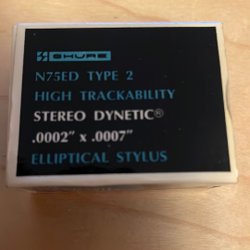 SHURE
N75ED TYPE 2
HIGH TRACKABILITY
STEREO DYNETIC®
.0002" x .0007"
ELLIPTICAL STYLUS